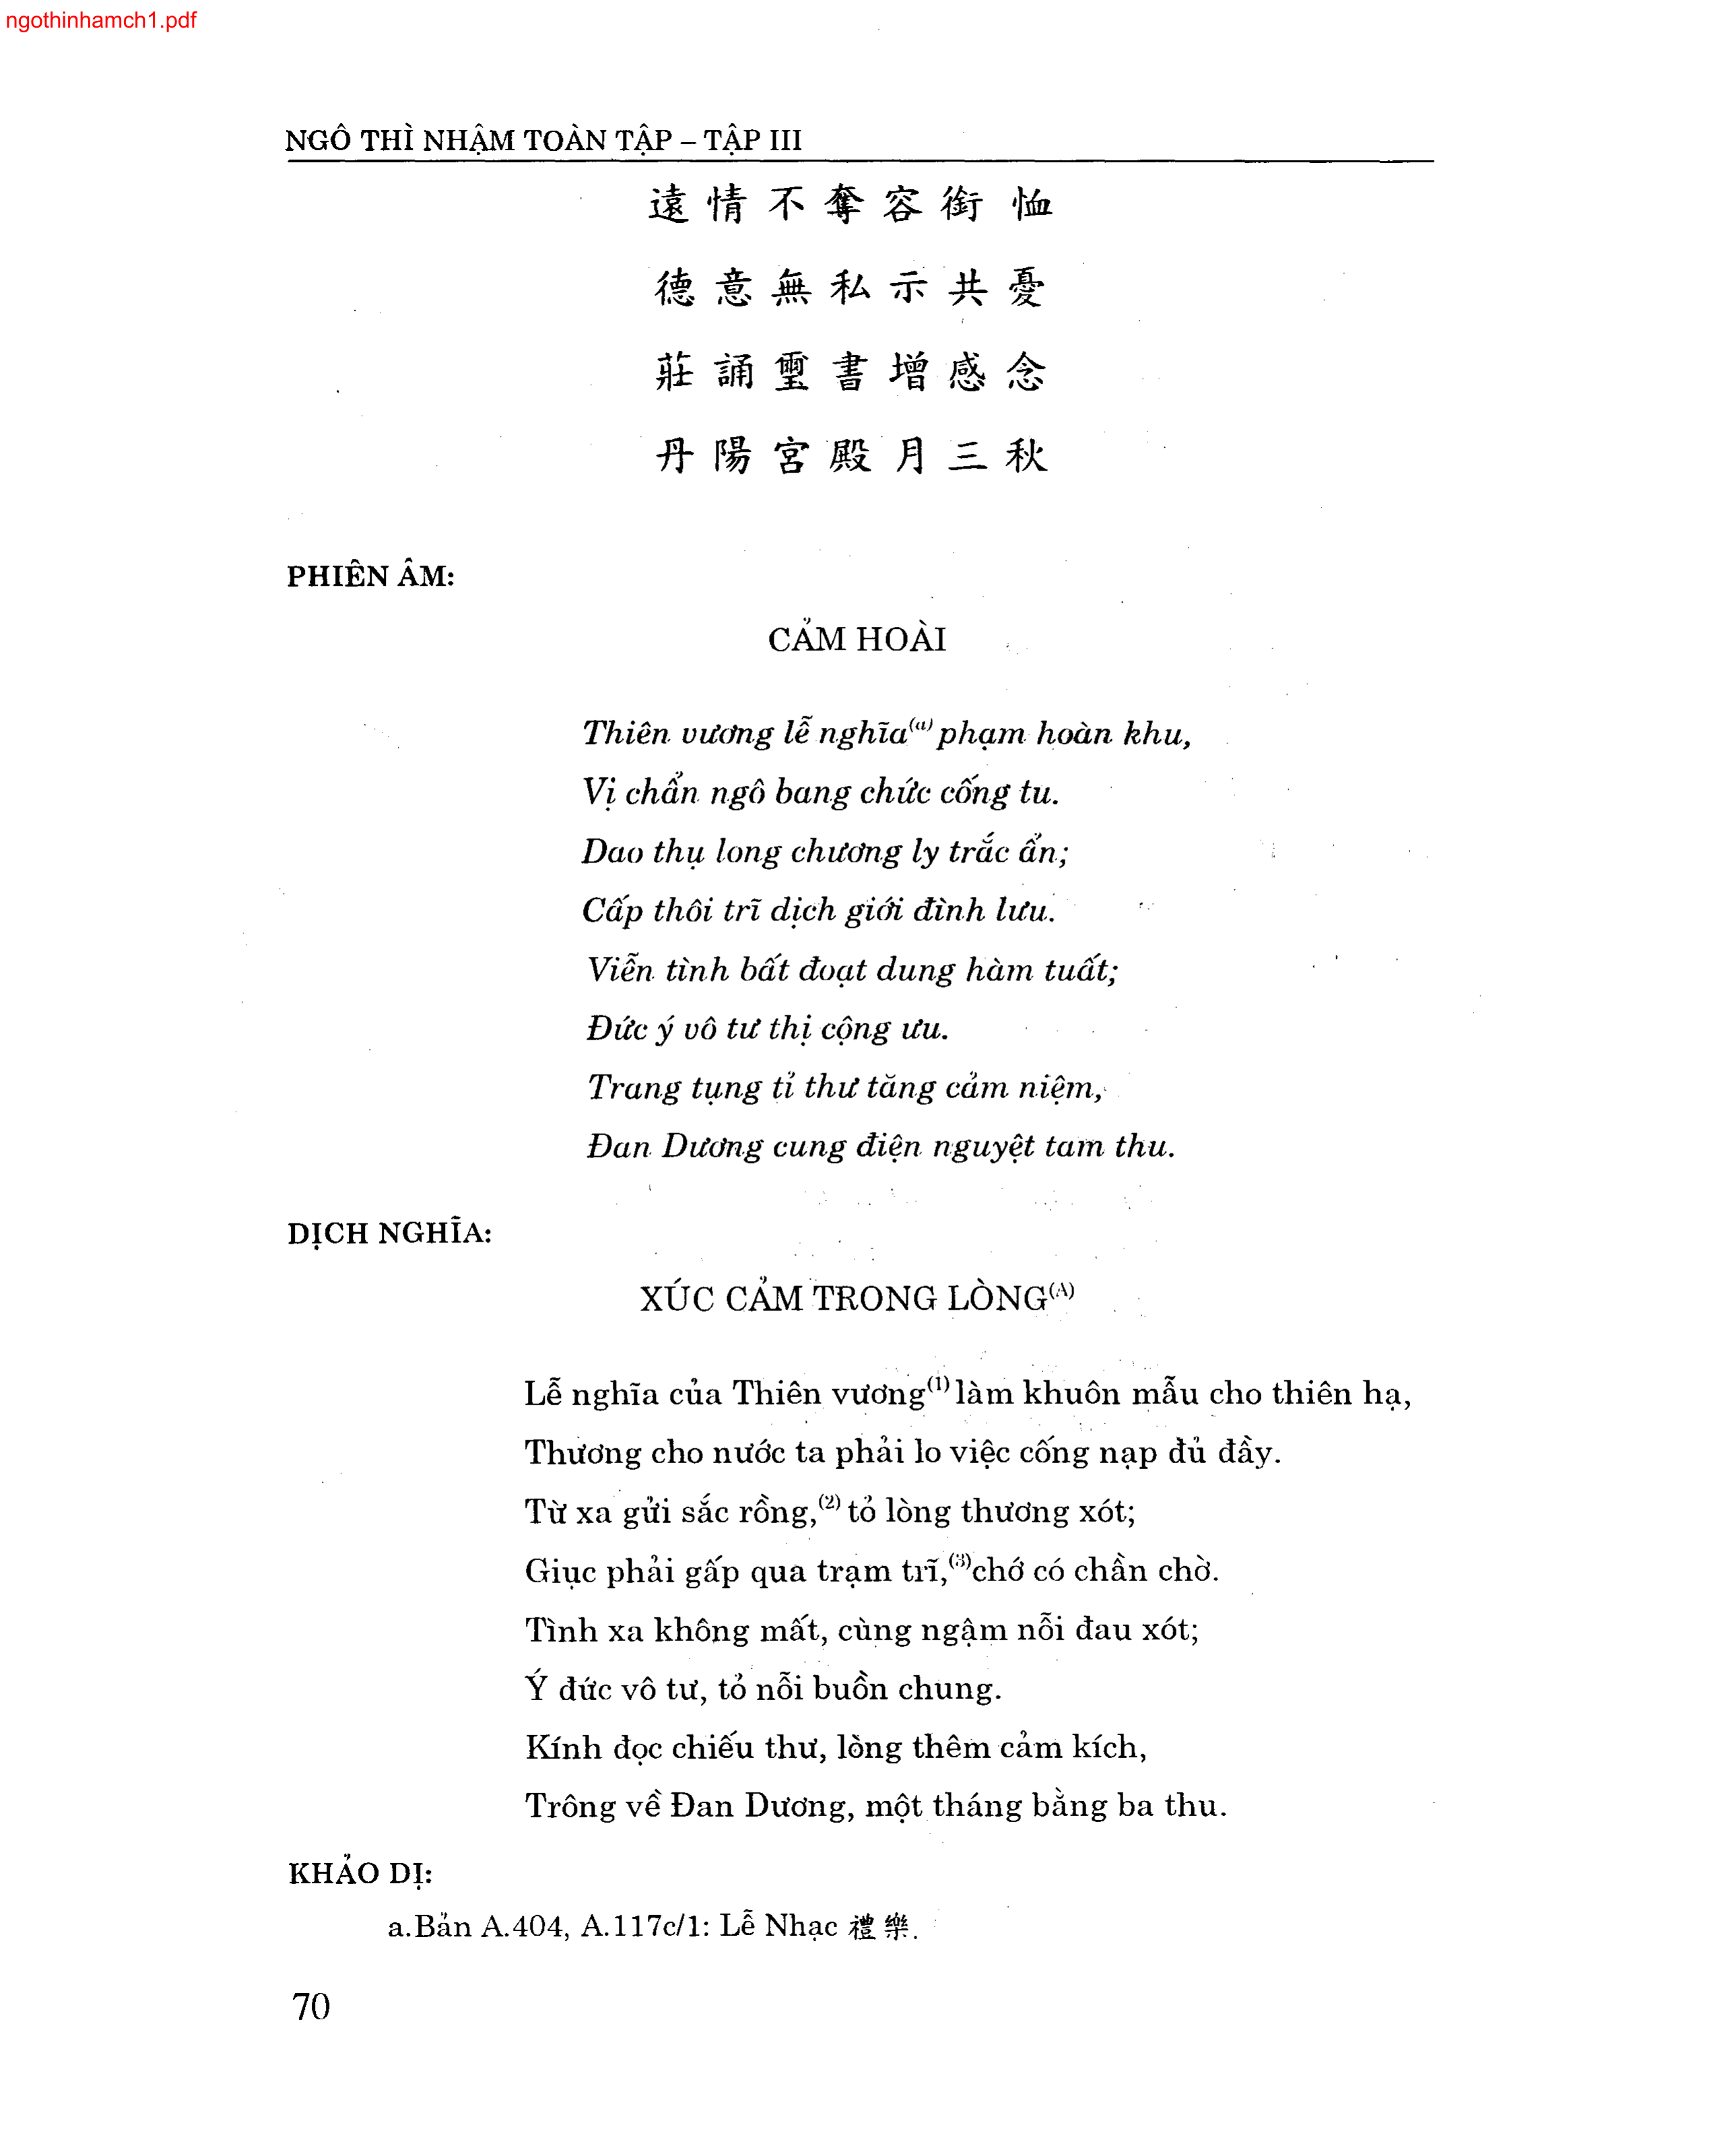 ngothinhamch1.pdf
NGÔ THÌ NHẬM TOÀN TẬP – TẬP III
遠情不奪容銜恤
德意無私示共憂
莊誦璽書增感念
丹陽宮殿月三秋
PHIÊN ÂM:
CẢM HOÀI
Thiên vương lễ nghĩa(a) phạm hoàn khu,
Vị chẩn ngô bang chức cống tu.
Dao thụ long chương ly trắc ẩn;
Cấp thôi trĩ dịch giới đình lưu.
Viễn tình bất đoạt dung hàm tuất;
Đức ý vô tư thị cộng ưu.
Trang tụng tỉ thư tăng cảm niệm,
Đan Dương cung điện nguyệt tam thu.
DỊCH NGHĨA:
XÚC CẢM TRONG LÒNG(A)
Lễ nghĩa của Thiên vương(1) làm khuôn mẫu cho thiên hạ,
Thương cho nước ta phải lo việc cống nạp đủ đầy.
Từ xa gửi sắc rồng,(2) tỏ lòng thương xót;
Giục phải gấp qua trạm trĩ,(3) chớ có chần chờ.
Tình xa không mất, cùng ngậm nỗi đau xót;
Ý đức vô tư, tỏ nỗi buồn chung.
Kính đọc chiếu thư, lòng thêm cảm kích,
Trông về Đan Dương, một tháng bằng ba thu.
KHẢO DỊ:
a.Bản A.404, A.117c/1: Lễ Nhạc 禮樂.
70